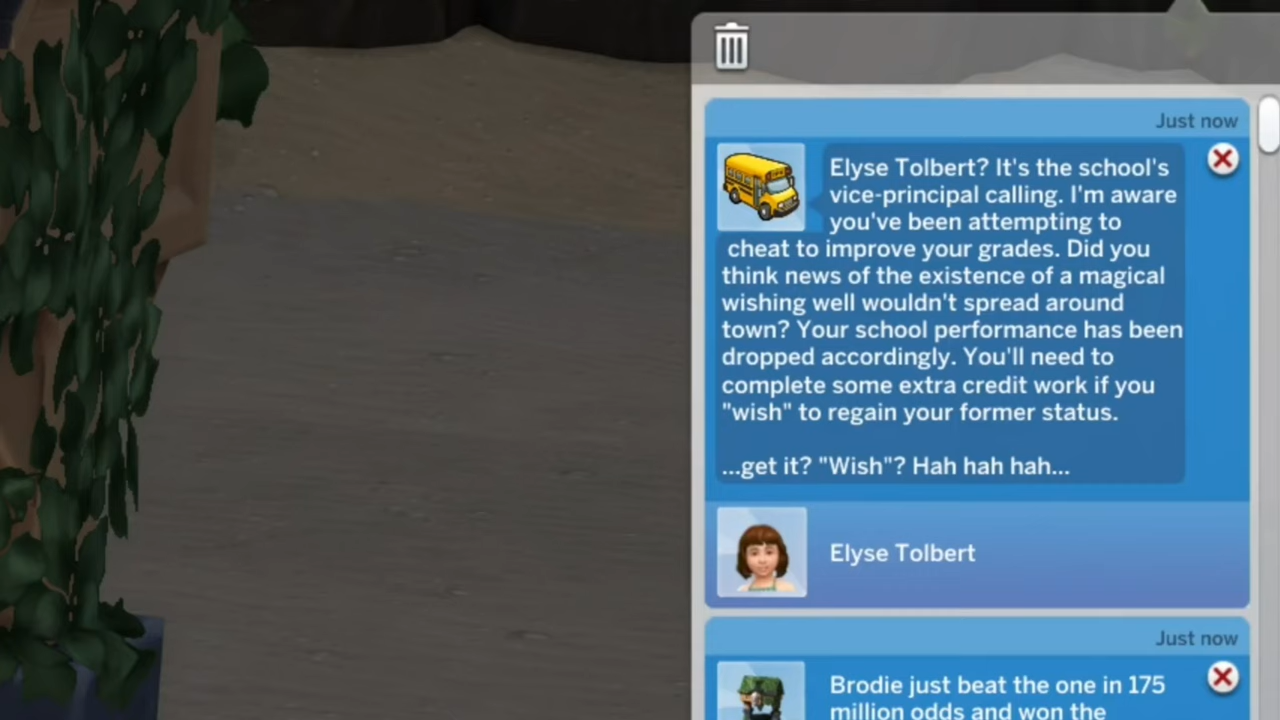 Just now
Elyse Tolbert? It's the school's
vice-principal calling. I'm aware
you've been attempting to
cheat to improve your grades. Did you
think news of the existence of a magical
wishing well wouldn't spread around
town? Your school performance has been
dropped accordingly. You'll need to
complete some extra credit work if you
"wish" to regain your former status.
...get it? "Wish"? Hah hah hah...
Elyse Tolbert
Just now
Brodie just beat the one in 175
million odds and won the